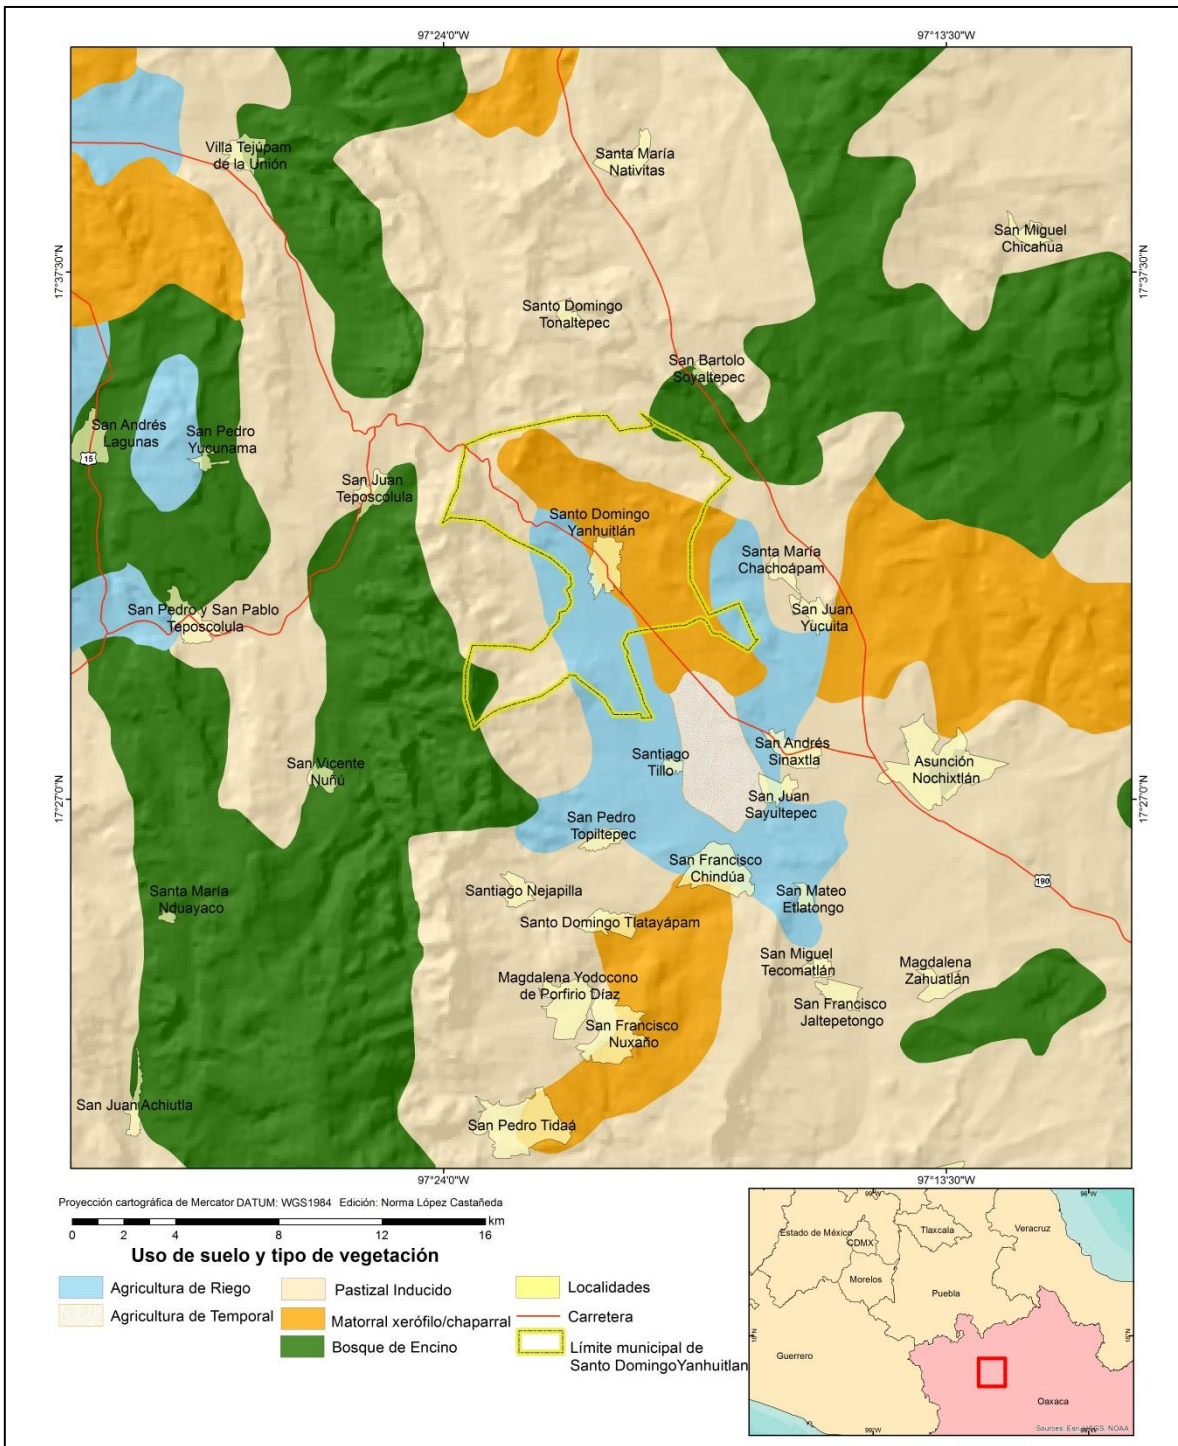 97°24'0"W
97°13'30"W
Villa Tejúpam
de la Unión
Santa María
Nativitas
San Miguel
Chicahua
17°37'30"N
17°37'30"N
Santo Domingo
Tonaltepec
San Bartolo
Soyaltepec
San Andrés
Lagunas
San Pedro
Yucunama
15
San Juan
Teposcolula
Santo Domingo
Yanhuitlán
Santa María
Chachoápam
San Juan
Yucuita
San Pedro y San Pablo
Teposcolula
San Vicente
Nuñú
Santiago
Tillo
San Andrés
Sinaxtla
Asunción
Nochixtlán
San Juan
Sayultepec
17°27'0"N
17°27'0"N
San Pedro
Topiltepec
San Francisco
Chindúa
Santa María
Nduayaco
Santiago Nejapilla
San Mateo
Etlatongo
190
Santo Domingo Tlatayápam
San Miguel
Tecomatlán
Magdalena
Zahuatlán
Magdalena Yodocono
de Porfirio Díaz
San Francisco
Jaltepetongo
San Francisco
Nuxaño
San Juan Achiutla
San Pedro Tidaá
97°24'0"W
97°13'30"W
Proyección cartográfica de Mercator DATUM: WGS1984 Edición: Norma López Castañeda
km
0 2 4 8 12 16
Uso de suelo y tipo de vegetación
Agricultura de Riego
Agricultura de Temporal
Pastizal Inducido
Matorral xerófilo/chaparral
Bosque de Encino
Localidades
Carretera
Límite municipal de
Santo DomingoYanhuitlan
99°W
96°W
Estado de México
CDMX
Tlaxcala
Veracruz
Morelos
Puebla
Guerrero
Oaxaca
99°W
Sources: Esri, USGS, NOAA